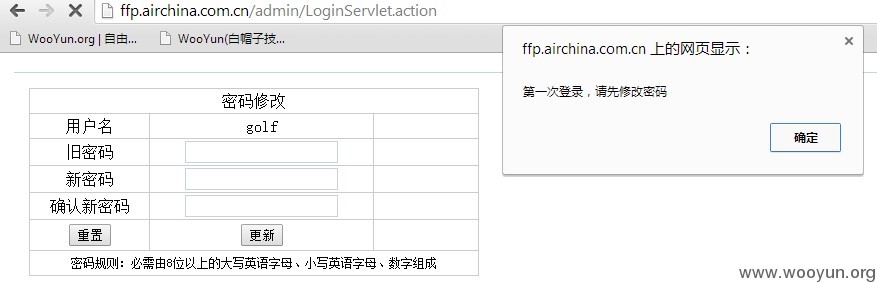 ffp.airchina.com.cn/admin/LoginServlet.action
WooYun.org | 自由...
WooYun(白帽子技...
ffp.airchina.com.cn 上的网页显示：
第一次登录，请先修改密码
确定
密码修改
用户名 golf
旧密码
新密码
确认新密码
重置 更新
密码规则：必需由8位以上的大写英语字母、小写英语字母、数字组成
www.wooyun.org